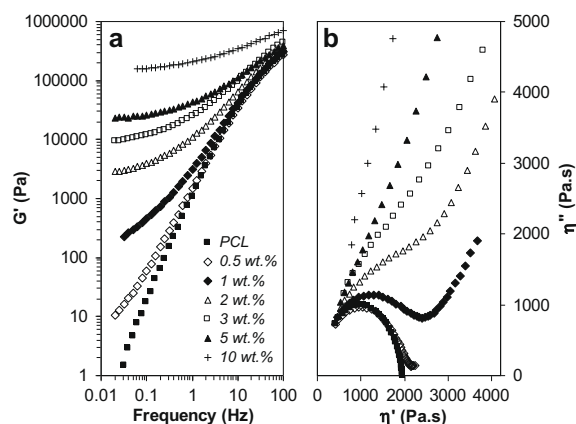 a
b
1000000
100000
10000
1000
100
10
1
G' (Pa)
PCL
0.5 wt.%
1 wt.%
2 wt.%
3 wt.%
5 wt.%
10 wt.%
0.01 0.1 1 10 100
Frequency (Hz)
5000
4000
3000
2000
1000
0
η'' (Pa.s)
0 1000 2000 3000 4000
η' (Pa.s)